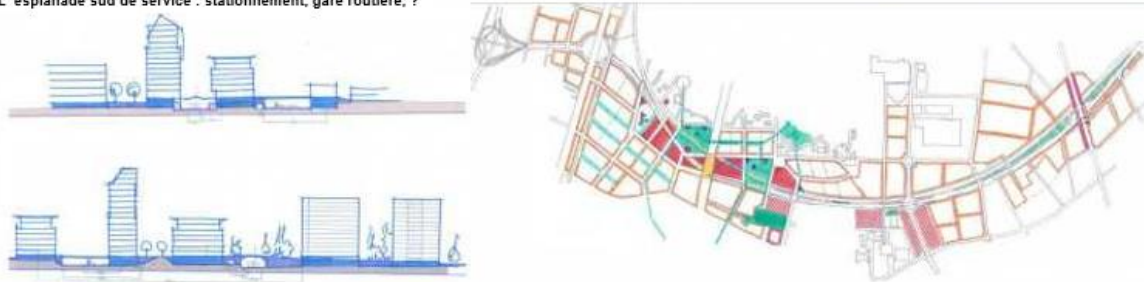 L' esplanade sud de service : stationnement, gare routière, ?